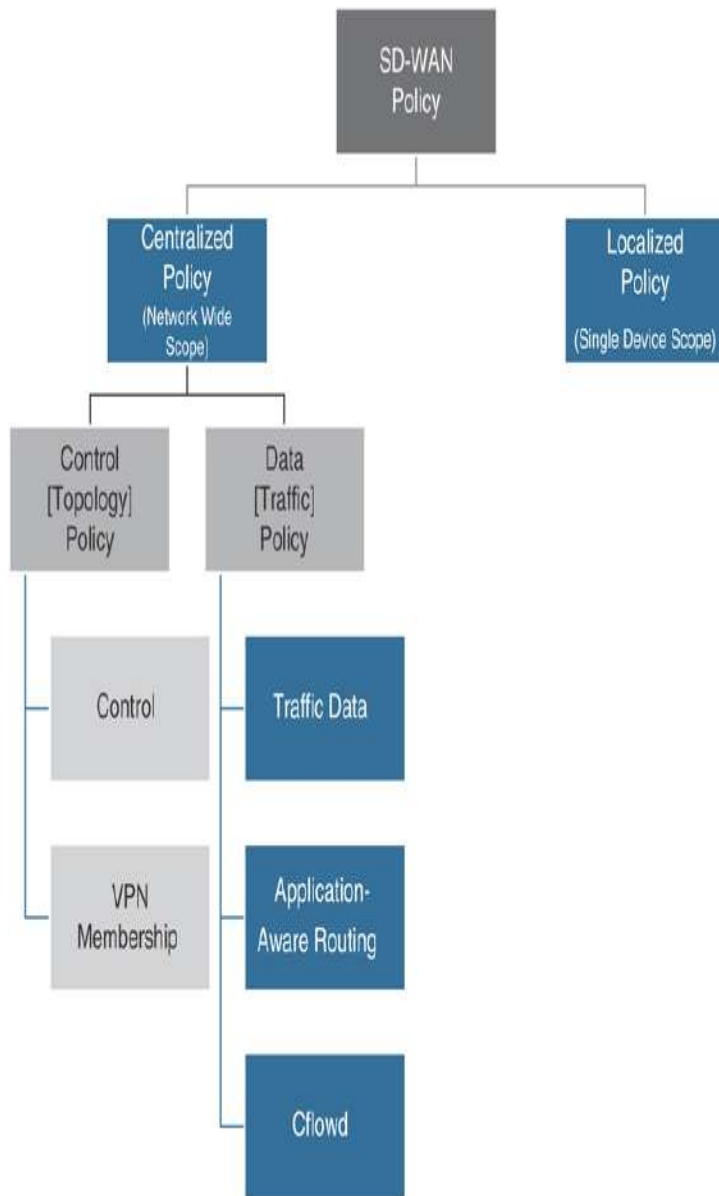 SD-WAN
Policy
Centralized
Policy
(Network Wide
Scope)
Localized
Policy
(Single Device Scope)
Control
[Topology]
Policy
Data
[Traffic]
Policy
Control
Traffic Data
VPN
Membership
Application-
Aware Routing
Cflowd